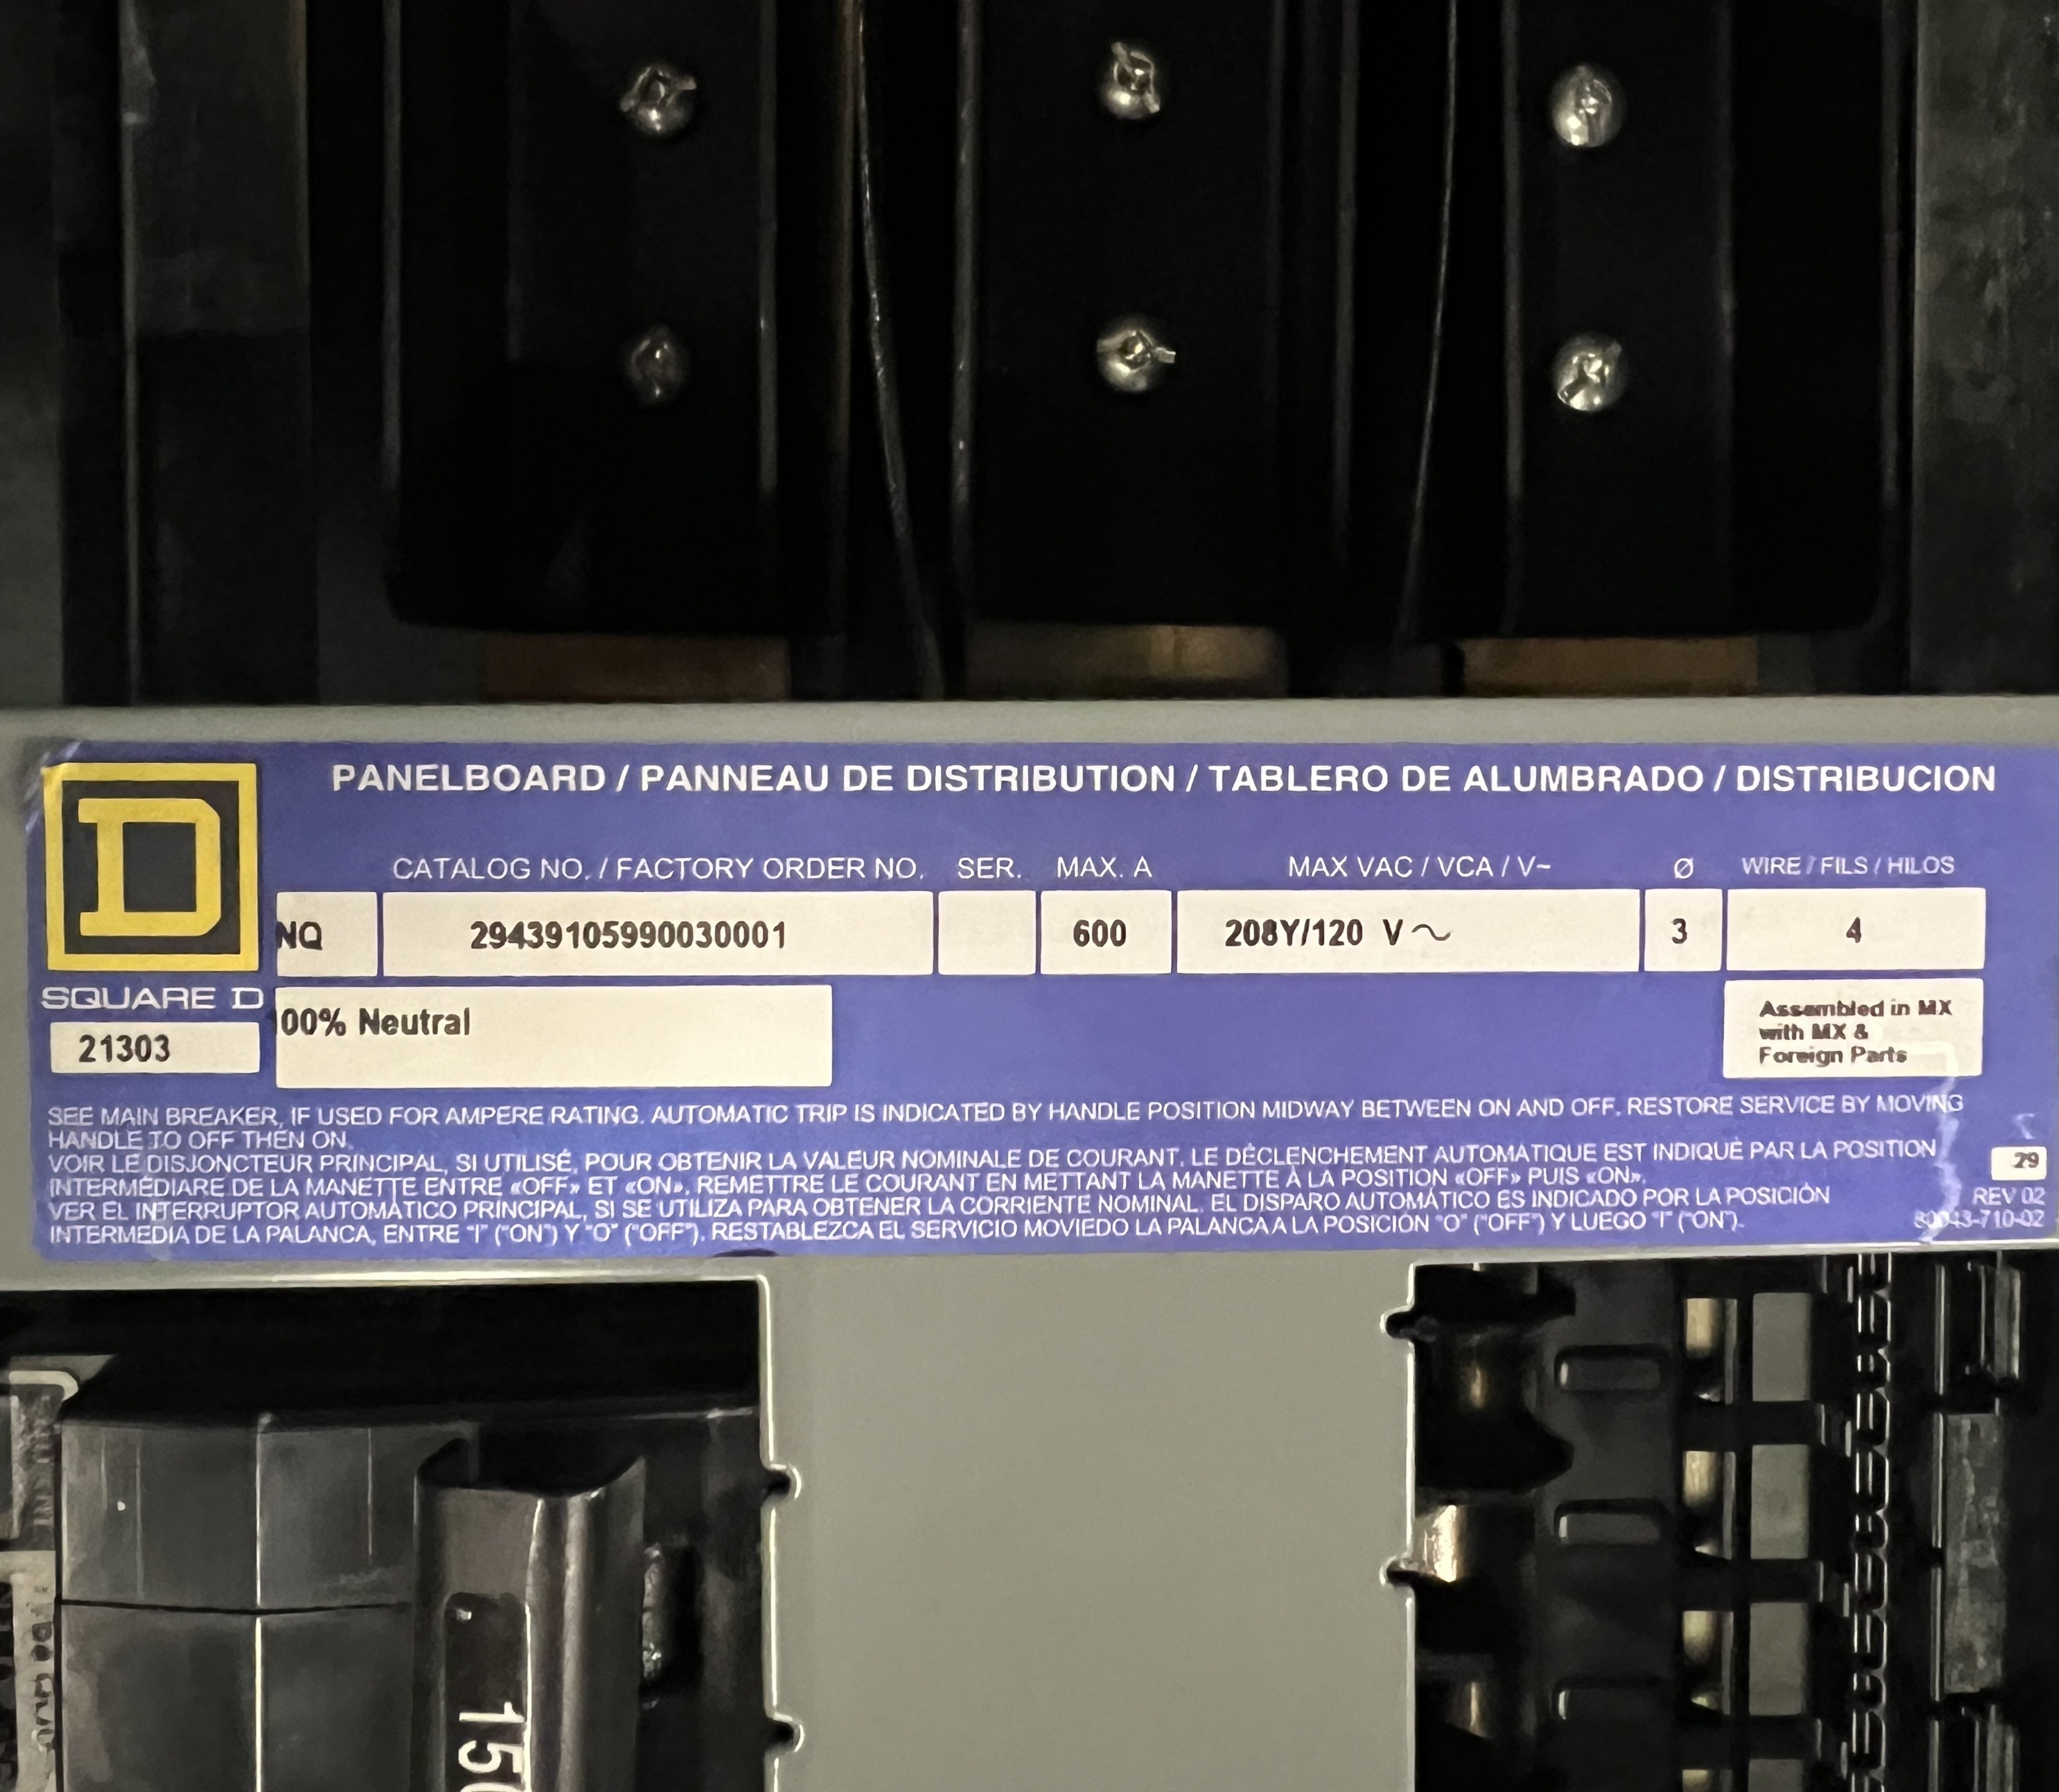 PANELBOARD / PANNEAU DE DISTRIBUTION / TABLERO DE ALUMBRADO / DISTRIBUCION
CATALOG NO. / FACTORY ORDER NO. SER. MAX. A MAX VAC / VCA / V~ Ø WIRE / FILS / HILOS
NQ 29439105990030001 600 208Y/120 V～ 3 4
D
SQUARE D
21303
00% Neutral
Assembled in MX
with MX &
Foreign Parts
SEE MAIN BREAKER, IF USED FOR AMPERE RATING. AUTOMATIC TRIP IS INDICATED BY HANDLE POSITION MIDWAY BETWEEN ON AND OFF. RESTORE SERVICE BY MOVING
HANDLE TO OFF THEN ON.
VOIR LE DISJONCTEUR PRINCIPAL, SI UTILISÉ, POUR OBTENIR LA VALEUR NOMINALE DE COURANT. LE DÉCLENCHEMENT AUTOMATIQUE EST INDIQUÉ PAR LA POSITION
INTERMÉDIARE DE LA MANETTE ENTRE «OFF» ET «ON». REMETTRE LE COURANT EN METTANT LA MANETTE À LA POSITION «OFF» PUIS «ON».
VER EL INTERRUPTOR AUTOMÁTICO PRINCIPAL, SI SE UTILIZA PARA OBTENER LA CORRIENTE NOMINAL. EL DISPARO AUTOMÁTICO ES INDICADO POR LA POSICIÓN
INTERMEDIA DE LA PALANCA, ENTRE "I" ("ON") Y "O" ("OFF"). RESTABLEZCA EL SERVICIO MOVIEDO LA PALANCA A LA POSICIÓN "O" ("OFF") Y LUEGO "I" ("ON").
29
REV 02
80043-710-02
150